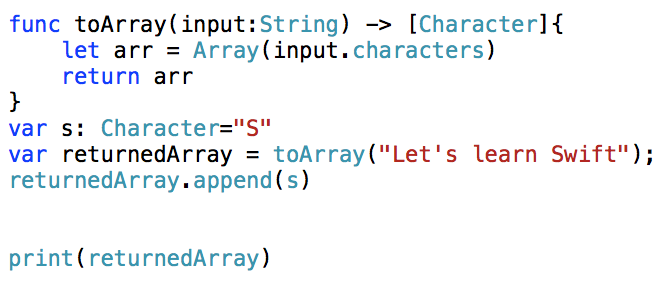 func toArray(input:String) -> [Character]{
    let arr = Array(input.characters)
    return arr
}
var s: Character="S"
var returnedArray = toArray("Let's learn Swift");
returnedArray.append(s)
print(returnedArray)